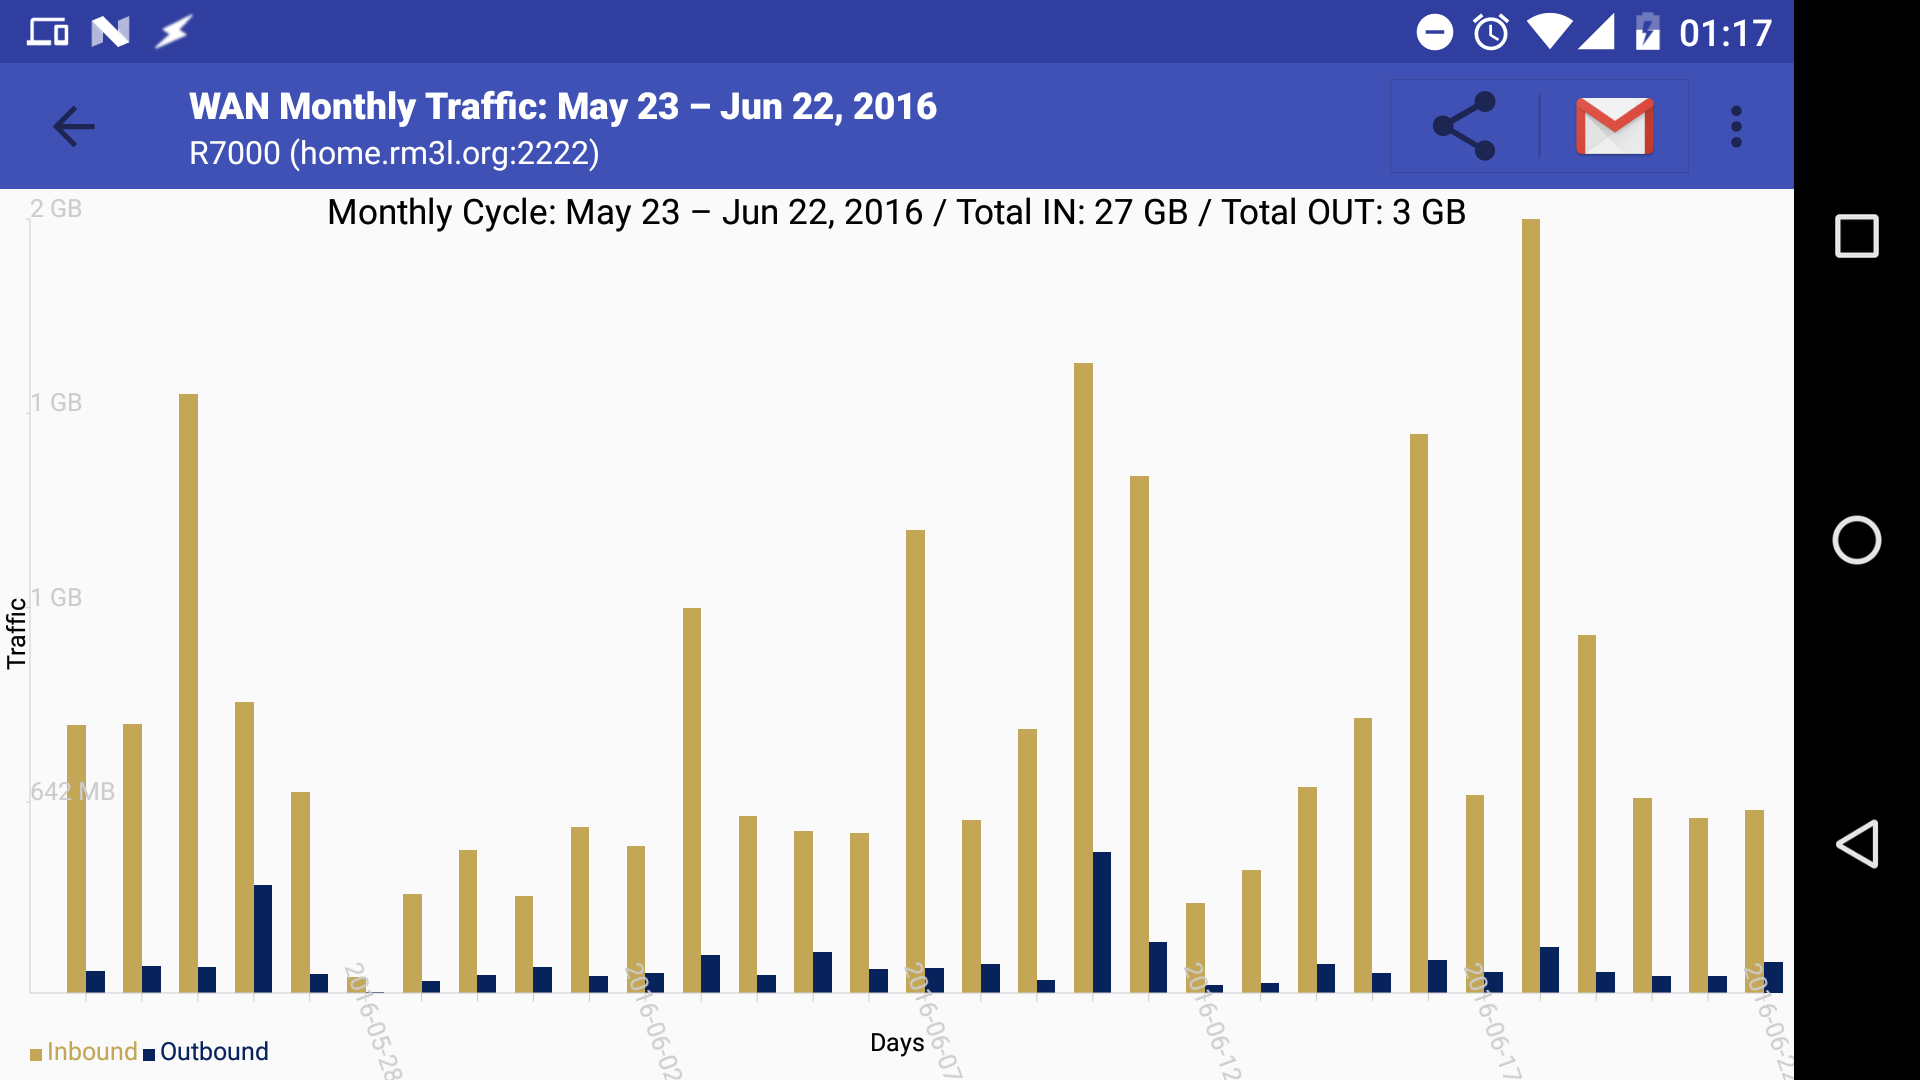 01:17
WAN Monthly Traffic: May 23 – Jun 22, 2016
R7000 (home.rm3l.org:2222)
Monthly Cycle: May 23 – Jun 22, 2016 / Total IN: 27 GB / Total OUT: 3 GB
2 GB
1 GB
1 GB
642 MB
Traffic
2016-05-28
2016-06-02
2016-06-07
2016-06-12
2016-06-17
2016-06-22
Days
Inbound
Outbound